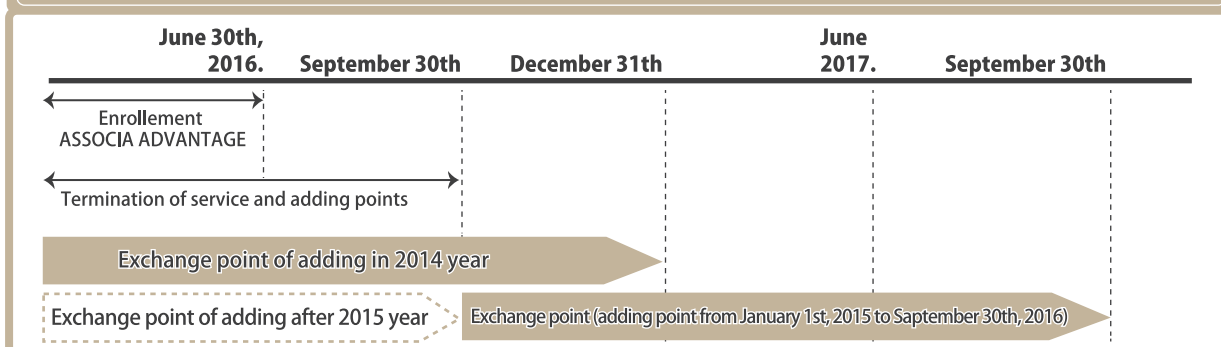 June 30th,
2016.
September 30th
December 31th
June
2017.
September 30th
Enrollement
ASSOCIA ADVANTAGE
Termination of service and adding points
Exchange point of adding in 2014 year
Exchange point of adding after 2015 year
Exchange point (adding point from January 1st, 2015 to Saptember 30th, 2016)